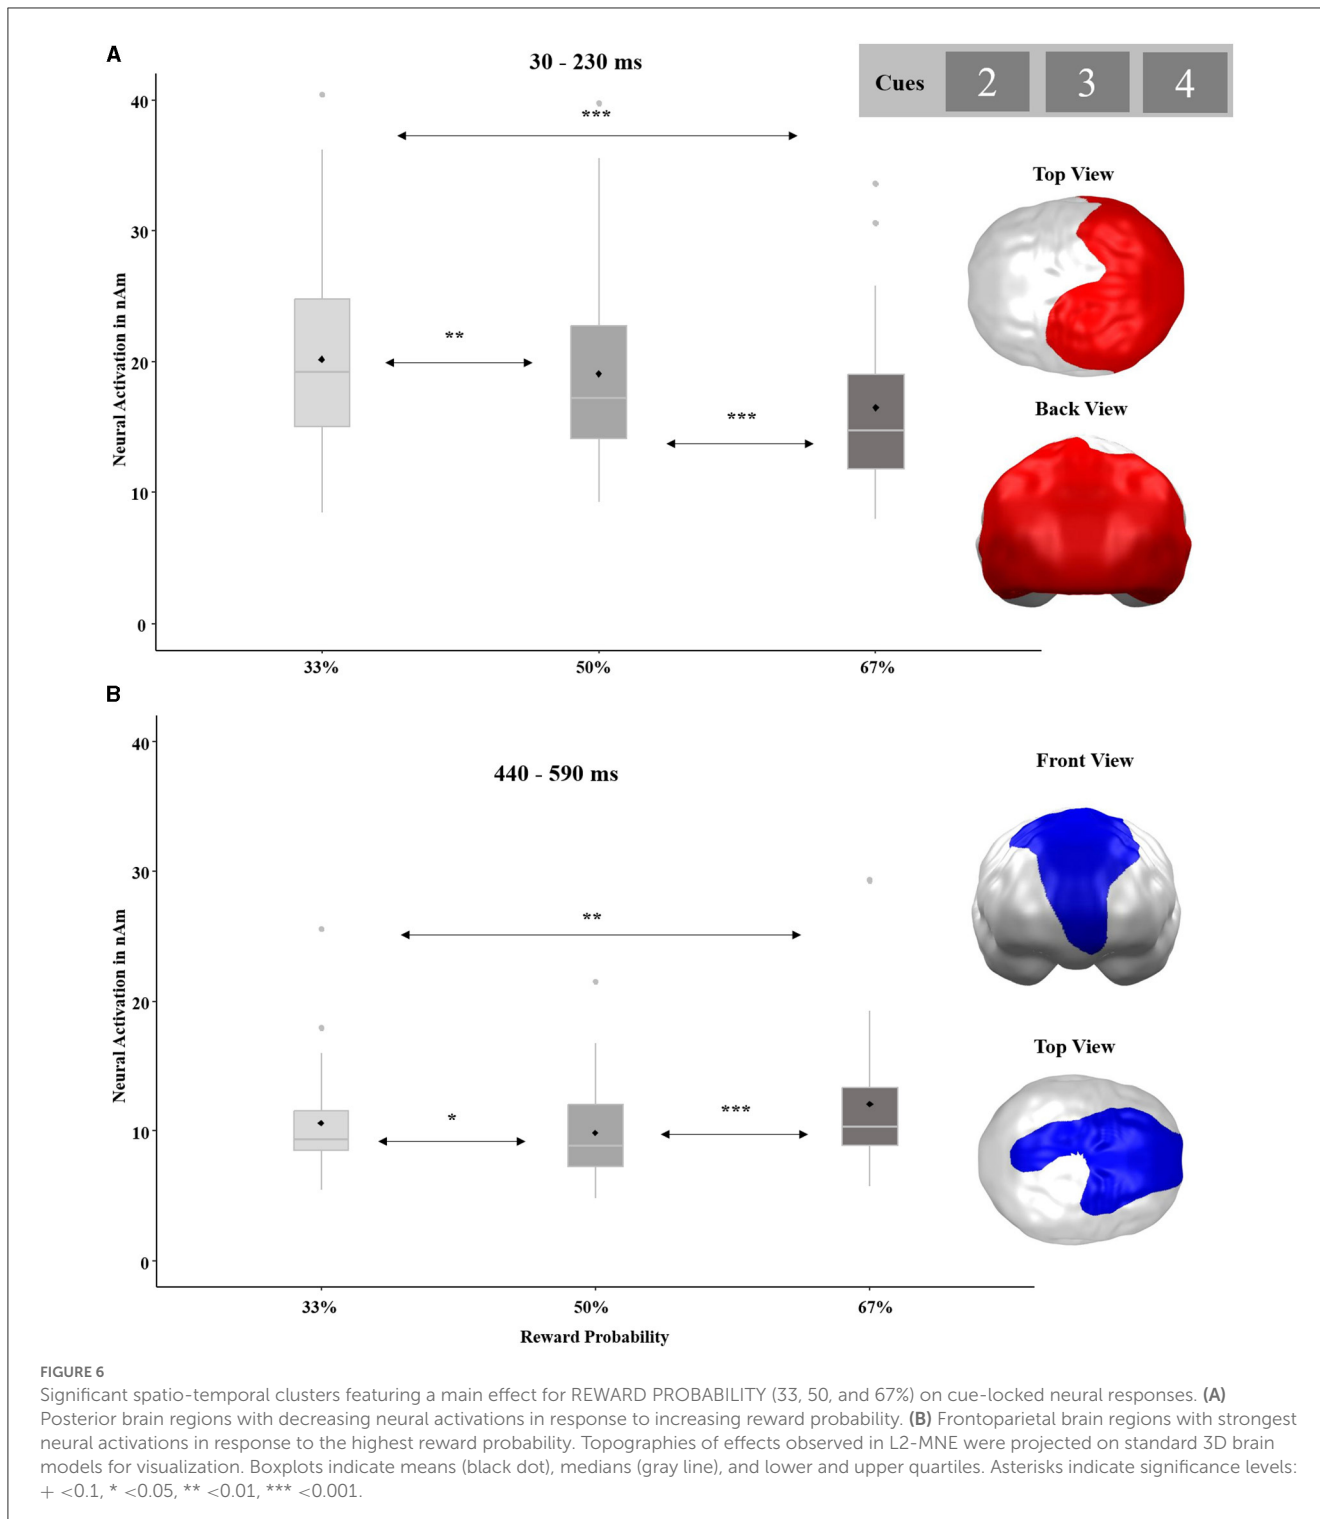 A
30 - 230 ms
Cues 2 3 4
40
***
Top View
30
Neural Activation in nAm
20
**
Back View
***
10
0
33% 50% 67%
B
40
440 - 590 ms
Front View
30
Neural Activation in nAm
**
20
Top View
*
***
10
0
33% 50% 67%
Reward Probability
FIGURE 6
Significant spatio-temporal clusters featuring a main effect for REWARD PROBABILITY (33, 50, and 67%) on cue-locked neural responses. (A)
Posterior brain regions with decreasing neural activations in response to increasing reward probability. (B) Frontoparietal brain regions with strongest
neural activations in response to the highest reward probability. Topographies of effects observed in L2-MNE were projected on standard 3D brain
models for visualization. Boxplots indicate means (black dot), medians (gray line), and lower and upper quartiles. Asterisks indicate significance levels:
+ <0.1, * <0.05, ** <0.01, *** <0.001.